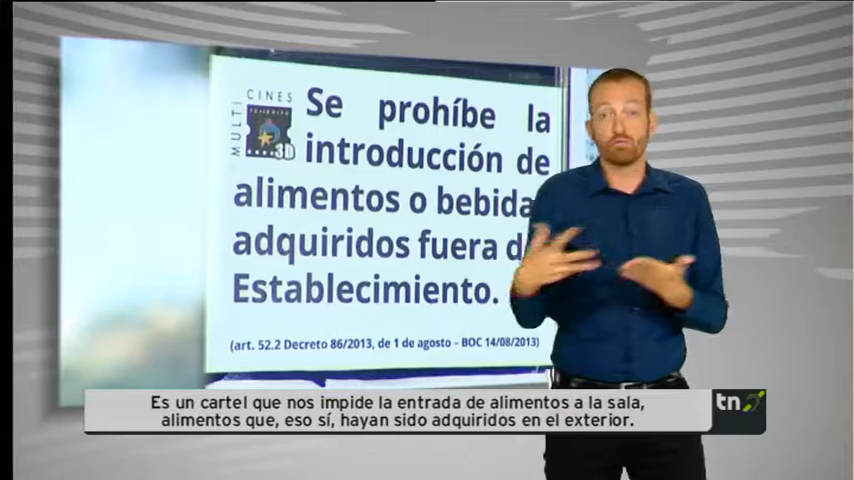 MULTI
CINES
TENERIFE
3D
Se prohíbe la
introducción de
alimentos o bebida
adquiridos fuera d
Establecimiento.
(art. 52.2 Decreto 86/2013, de 1 de agosto - BOC 14/08/2013)
Es un cartel que nos impide la entrada de alimentos a la sala,
alimentos que, eso sí, hayan sido adquiridos en el exterior.
tn